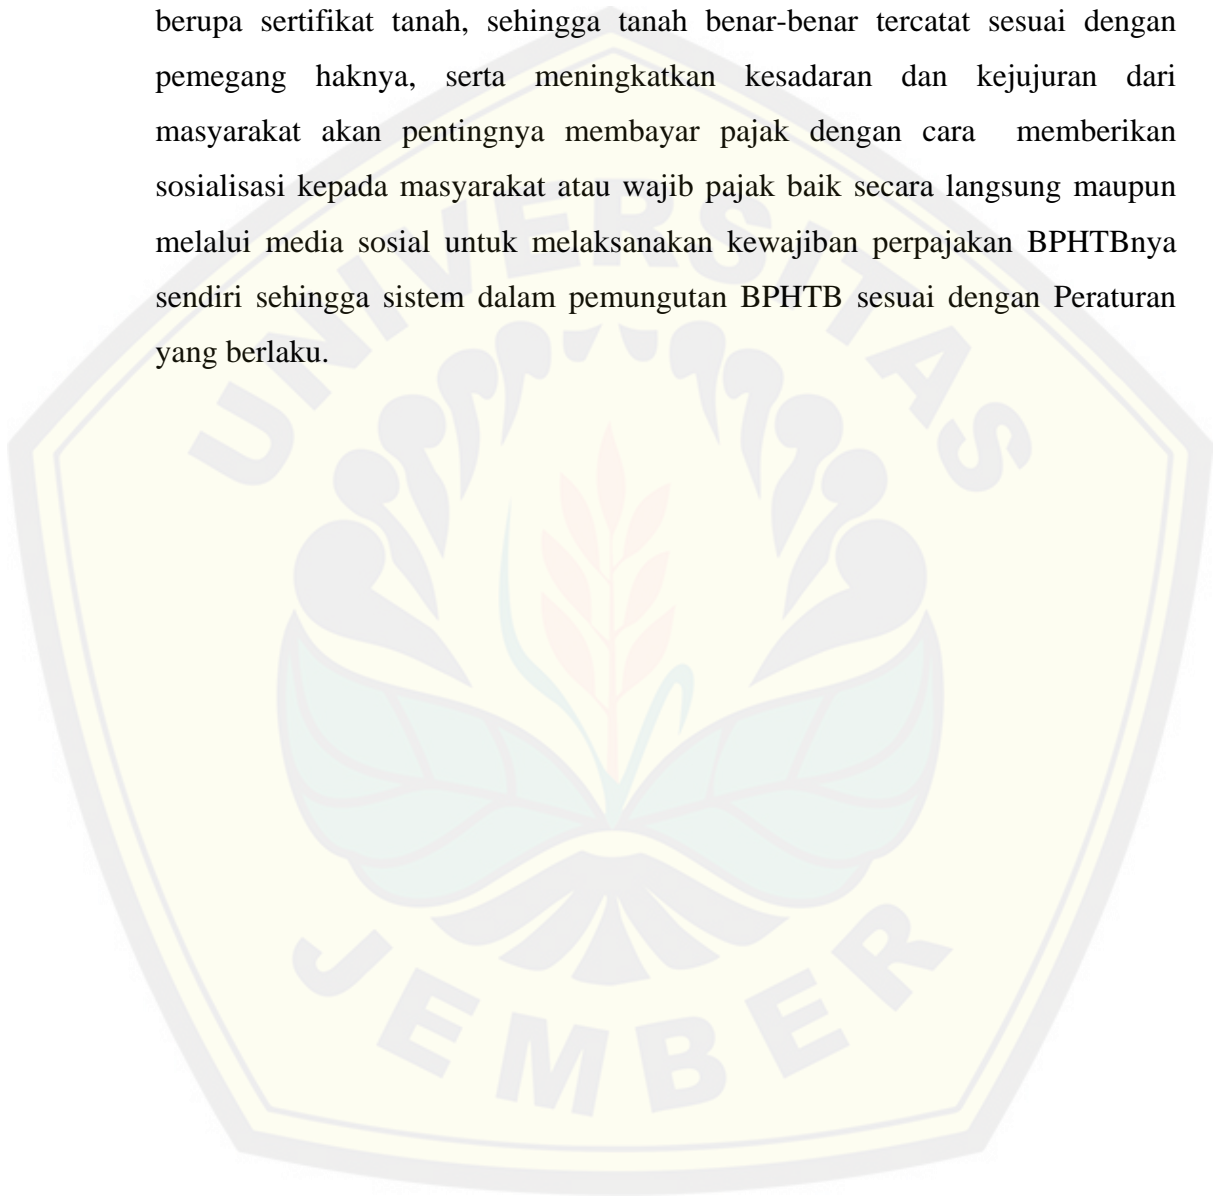 berupa sertifikat tanah, sehingga tanah benar-benar tercatat sesuai dengan
pemegang haknya, serta meningkatkan kesadaran dan kejujuran dari
masyarakat akan pentingnya membayar pajak dengan cara memberikan
sosialisasi kepada masyarakat atau wajib pajak baik secara langsung maupun
melalui media sosial untuk melaksanakan kewajiban perpajakan BPHTBnya
sendiri sehingga sistem dalam pemungutan BPHTB sesuai dengan Peraturan
yang berlaku.
UNIVERSITAS
JEMBER